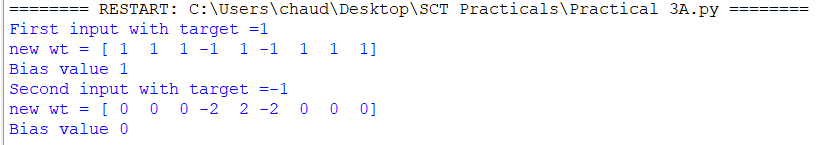 ======== RESTART: C:\Users\chaud\Desktop\SCT Practicals\Practical 3A.py ========
First input with target =1
new wt = [ 1  1  1 -1  1 -1  1  1  1]
Bias value 1
Second input with target =-1
new wt = [ 0  0  0 -2  2 -2  0  0  0]
Bias value 0